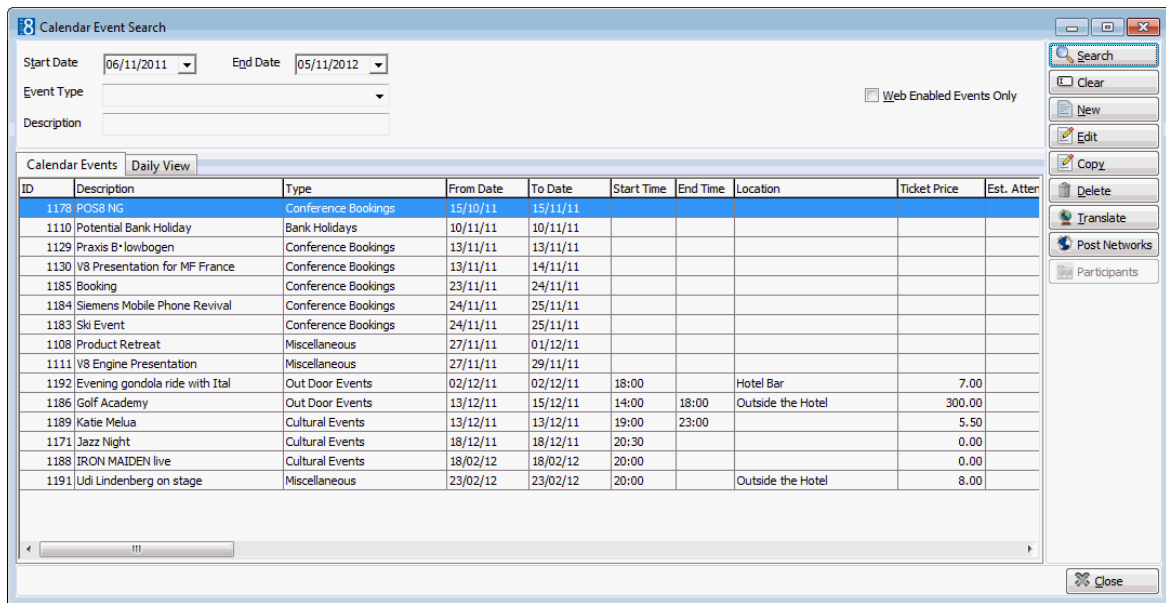 8 Calendar Event Search
Start Date 06/11/2011 End Date 05/11/2012
Event Type
Web Enabled Events Only
Description
Search
Clear
New
Edit
Copy
Delete
Translate
Post Networks
Participants
Calendar Events Daily View
ID Description Type From Date To Date Start Time End Time Location Ticket Price Est. Atten
1178 POS8 NG Conference Bookings 15/10/11 15/11/11
1110 Potential Bank Holiday Bank Holidays 10/11/11 10/11/11
1129 Praxis B·lowbogen Conference Bookings 13/11/11 13/11/11
1130 V8 Presentation for MF France Conference Bookings 13/11/11 14/11/11
1185 Booking Conference Bookings 23/11/11 24/11/11
1184 Siemens Mobile Phone Revival Conference Bookings 24/11/11 25/11/11
1183 Ski Event Conference Bookings 24/11/11 25/11/11
1108 Product Retreat Miscellaneous 27/11/11 01/12/11
1111 V8 Engine Presentation Miscellaneous 27/11/11 29/11/11
1192 Evening gondola ride with Ital Out Door Events 02/12/11 02/12/11 18:00 Hotel Bar 7.00
1186 Golf Academy Out Door Events 13/12/11 15/12/11 14:00 18:00 Outside the Hotel 300.00
1189 Katie Melua Cultural Events 13/12/11 13/12/11 19:00 23:00 5.50
1171 Jazz Night Cultural Events 18/12/11 18/12/11 20:30 0.00
1188 IRON MAIDEN live Cultural Events 18/02/12 18/02/12 20:00 0.00
1191 Udi Lindenberg on stage Miscellaneous 23/02/12 23/02/12 20:00 Outside the Hotel 8.00
Close